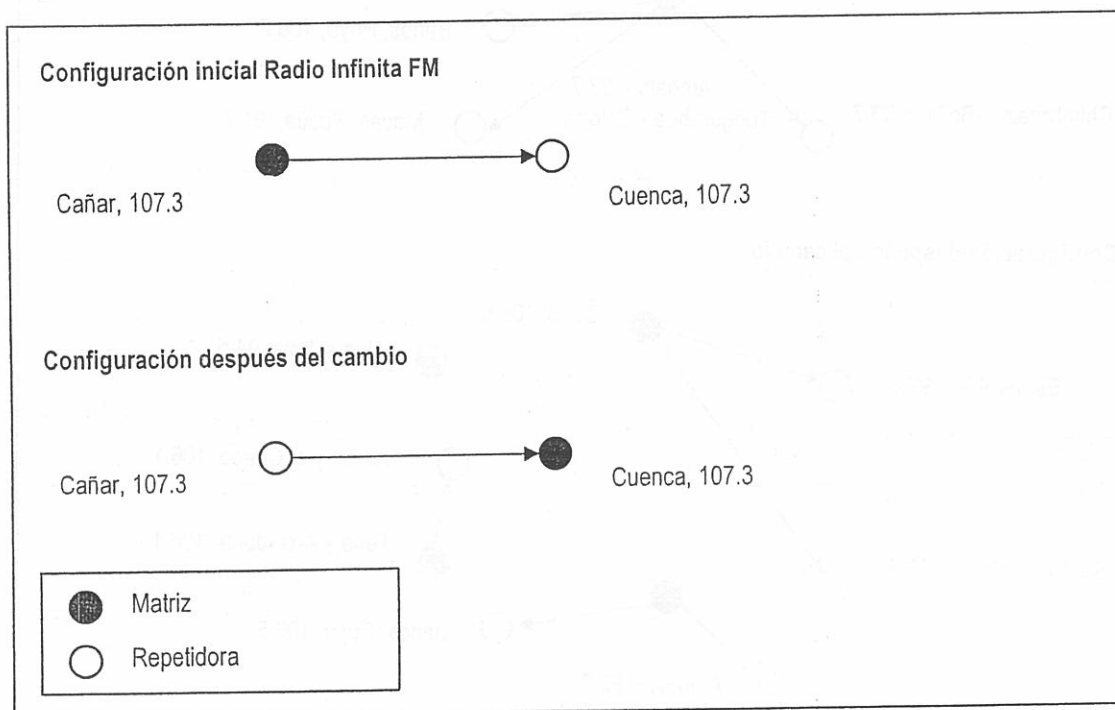 Configuración inicial Radio Infinita FM
Cañar, 107.3
Cuenca, 107.3
Configuración después del cambio
Cañar, 107.3
Cuenca, 107.3
Matriz
Repetidora